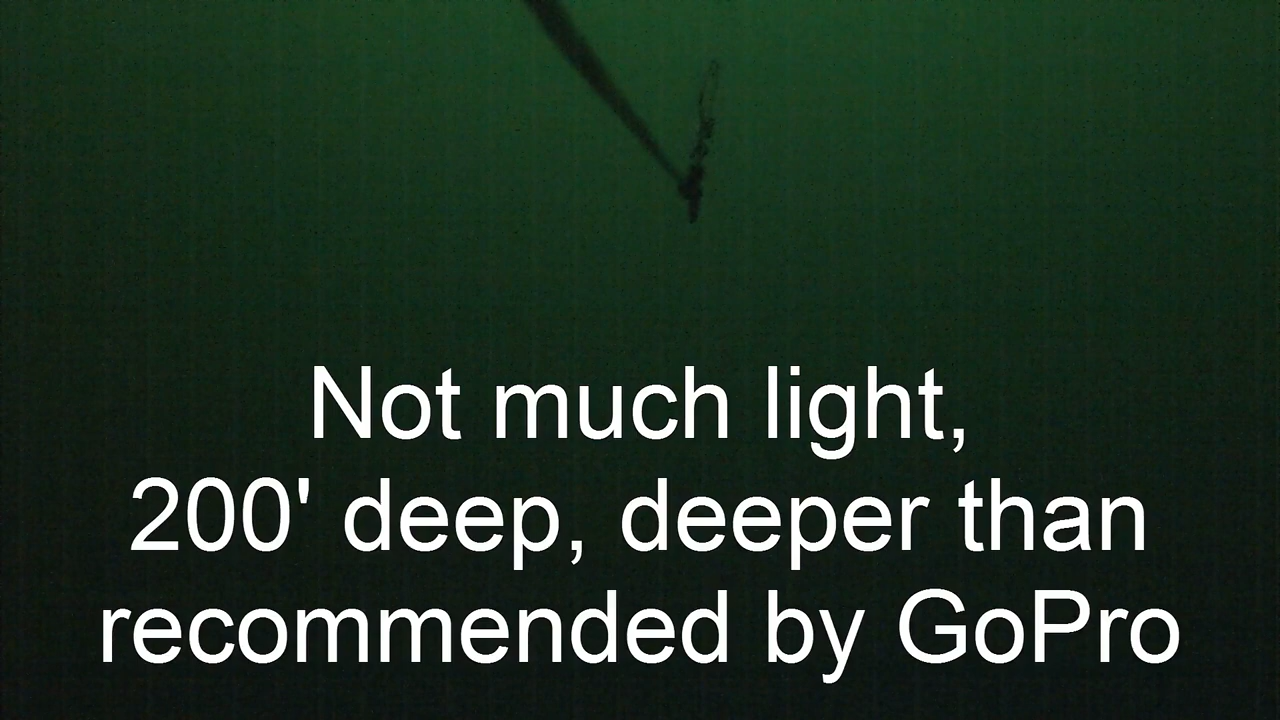 Not much light,
200' deep, deeper than
recommended by GoPro